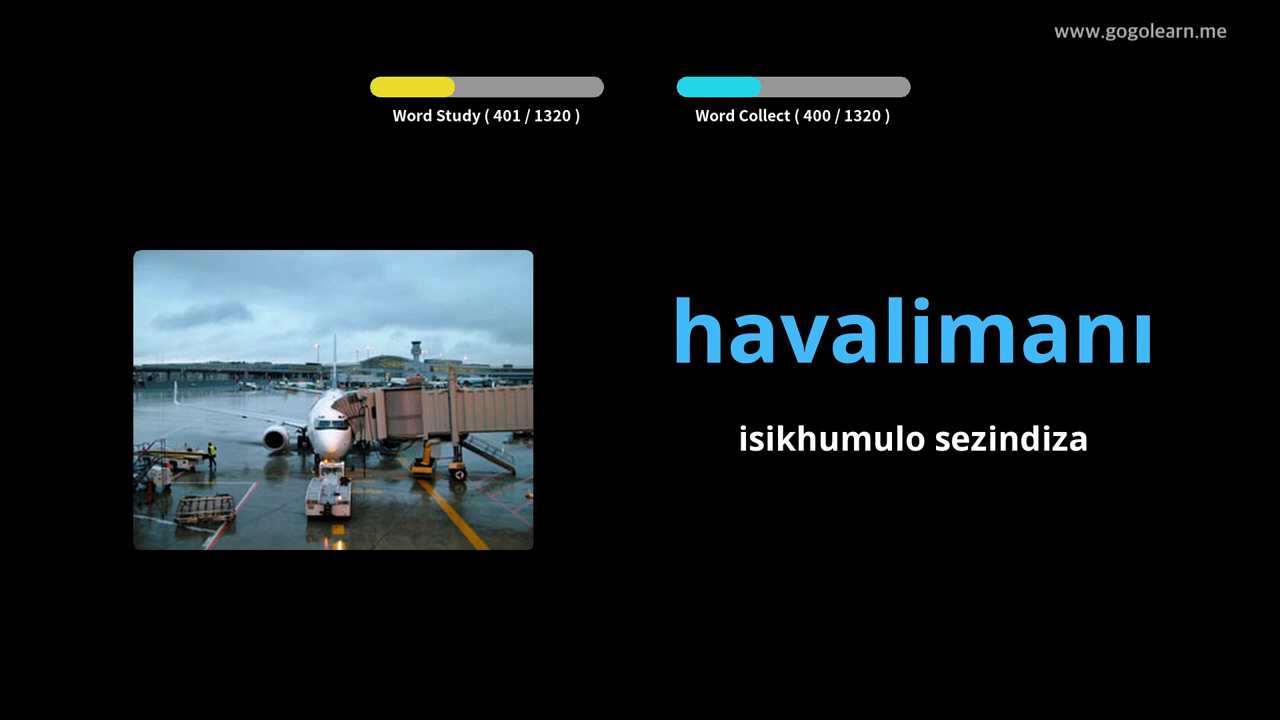 www.gogolearn.me
Word Study ( 401 / 1320 )
Word Collect ( 400 / 1320 )
havalimanı
isikhumulo sezindiza